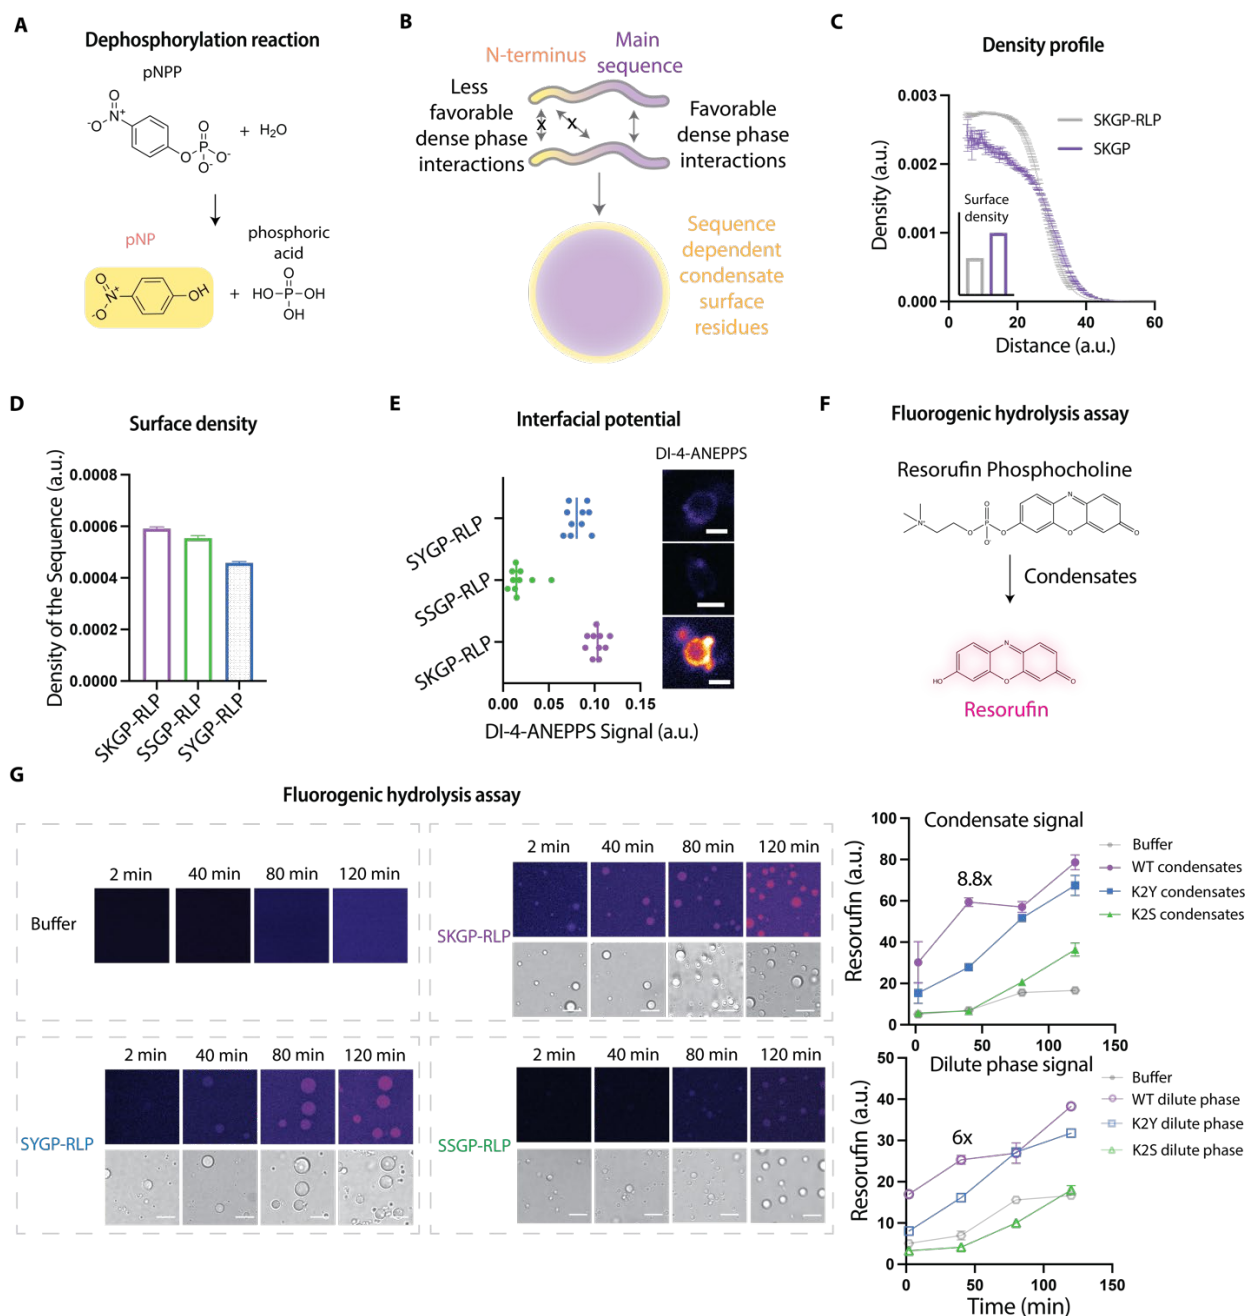 A
Dephosphorylation reaction
pNPP
O
N+
-O
O
O
P
O-
O-
+ H₂O
pNP
phosphoric
acid
O
N+
O-
OH
+
O
HO-P-OH
OH
B
N-terminus
Main
sequence
Less
favorable
dense phase
interactions
X
X
Favorable
dense phase
interactions
Sequence
dependent
condensate
surface
residues
C
Density profile
0.003
0.002
0.001
0.000
Density (a.u.)
SKGP-RLP
SKGP
Surface
density
0
20
40
60
Distance (a.u.)
D
Surface density
Density of the Sequence (a.u.)
0.0008
0.0006
0.0004
0.0002
0.0000
SKGP-RLP
SSGP-RLP
SYGP-RLP
E
Interfacial potential
DI-4-ANEPPS
SYGP-RLP
SSGP-RLP
SKGP-RLP
0.00
0.05
0.10
0.15
DI-4-ANEPPS Signal (a.u.)
F
Fluorogenic hydrolysis assay
Resorufin Phosphocholine
N+
O
O
P
O-
O
N
O
O
Condensates
HO
N
O
O
Resorufin
G
Fluorogenic hydrolysis assay
Buffer
2 min
40 min
80 min
120 min
SKGP-RLP
2 min
40 min
80 min
120 min
SYGP-RLP
2 min
40 min
80 min
120 min
SSGP-RLP
2 min
40 min
80 min
120 min
Condensate signal
Resorufin (a.u.)
100
80
60
40
20
0
8.8x
0
50
100
150
Buffer
WT condensates
K2Y condensates
K2S condensates
Dilute phase signal
Resorufin (a.u.)
50
40
30
20
10
0
6x
0
50
100
150
Time (min)
Buffer
WT dilute phase
K2Y dilute phase
K2S dilute phase